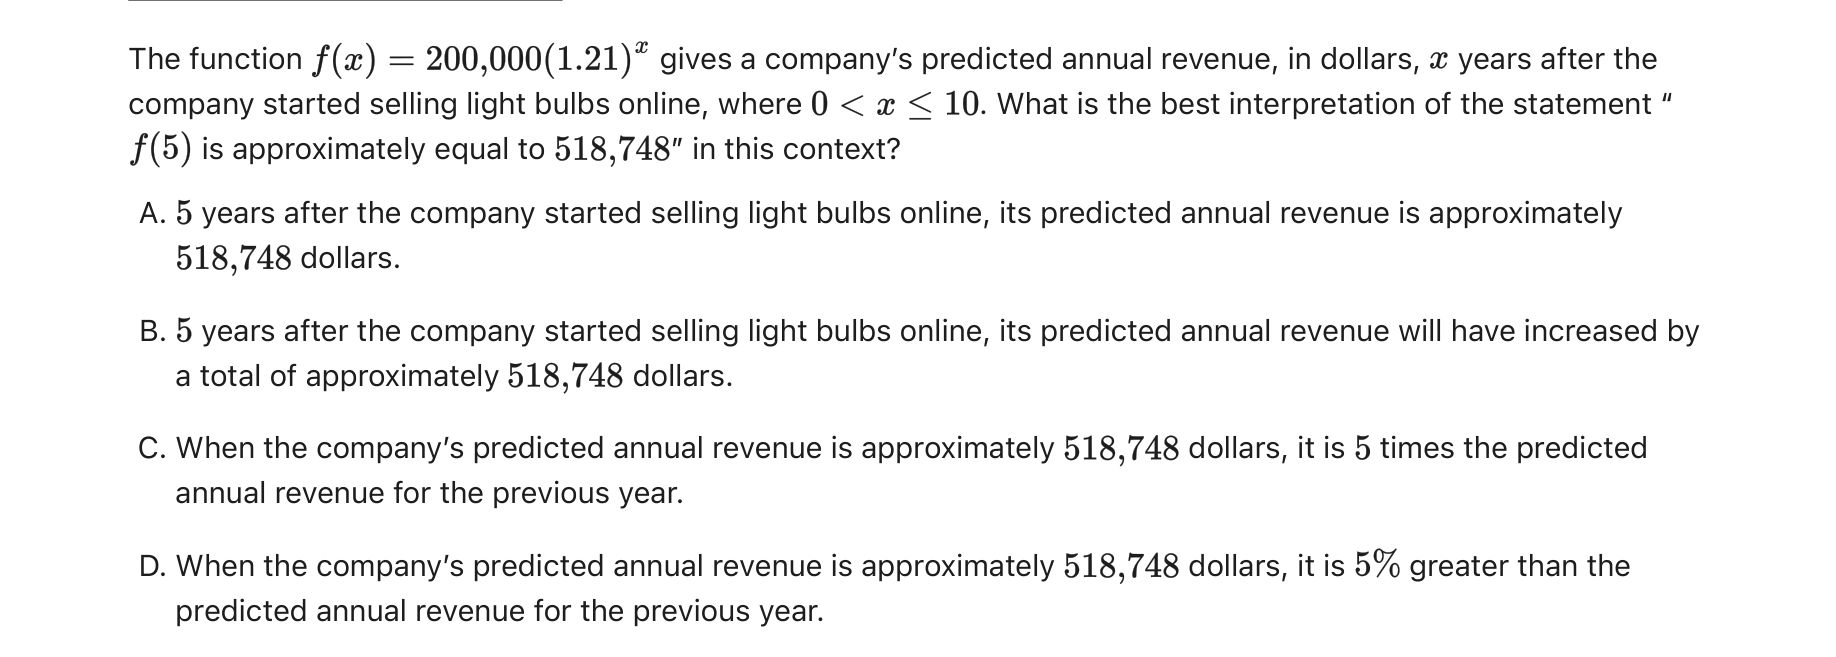 The function f(x) = 200,000(1.21)^x gives a company's predicted annual revenue, in dollars, x years after the
company started selling light bulbs online, where 0 < x ≤ 10. What is the best interpretation of the statement "
f(5) is approximately equal to 518,748" in this context?
A. 5 years after the company started selling light bulbs online, its predicted annual revenue is approximately
518,748 dollars.
B. 5 years after the company started selling light bulbs online, its predicted annual revenue will have increased by
a total of approximately 518,748 dollars.
C. When the company's predicted annual revenue is approximately 518,748 dollars, it is 5 times the predicted
annual revenue for the previous year.
D. When the company's predicted annual revenue is approximately 518,748 dollars, it is 5% greater than the
predicted annual revenue for the previous year.